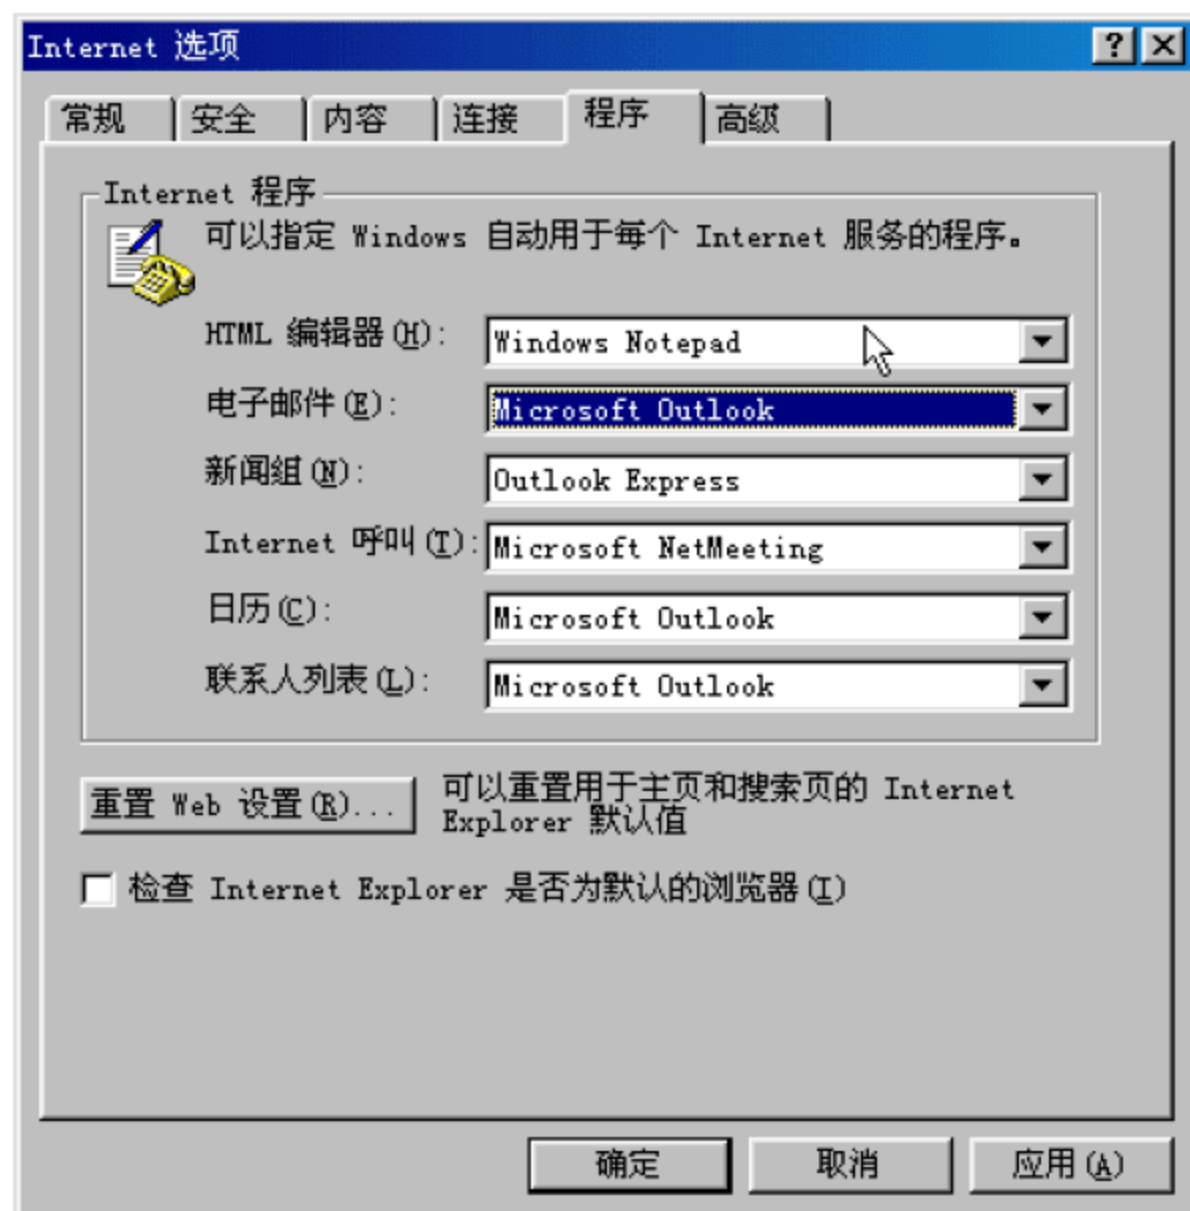 Internet 选项
常规 安全 内容 连接 程序 高级
Internet 程序
可以指定 Windows 自动用于每个 Internet 服务的程序。
HTML 编辑器(H): Windows Notepad
电子邮件(E): Microsoft Outlook
新闻组(N): Outlook Express
Internet 呼叫(T): Microsoft NetMeeting
日历(C): Microsoft Outlook
联系人列表(L): Microsoft Outlook
重置 Web 设置(R)... 可以重置用于主页和搜索页的 Internet
Explorer 默认值
检查 Internet Explorer 是否为默认的浏览器(I)
确定 取消 应用(A)